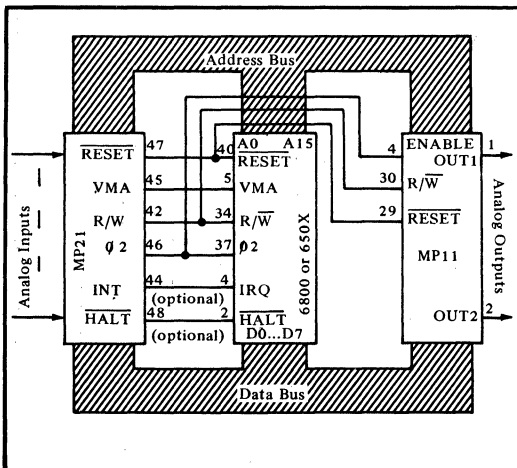 Address Bus
Analog Inputs
MP21
RESET
VMA
R/W
φ2
INT
HALT
47
45
42
46
44
(optional)
48
(optional)
40
5
34
37
4
2
A0 A15
RESET
VMA
R/W
φ2
IRQ
HALT
D0...D7
6800 or 650X
4
30
29
ENABLE
OUT1
R/W
RESET
MP11
OUT2
1
2
Analog Outputs
Data Bus